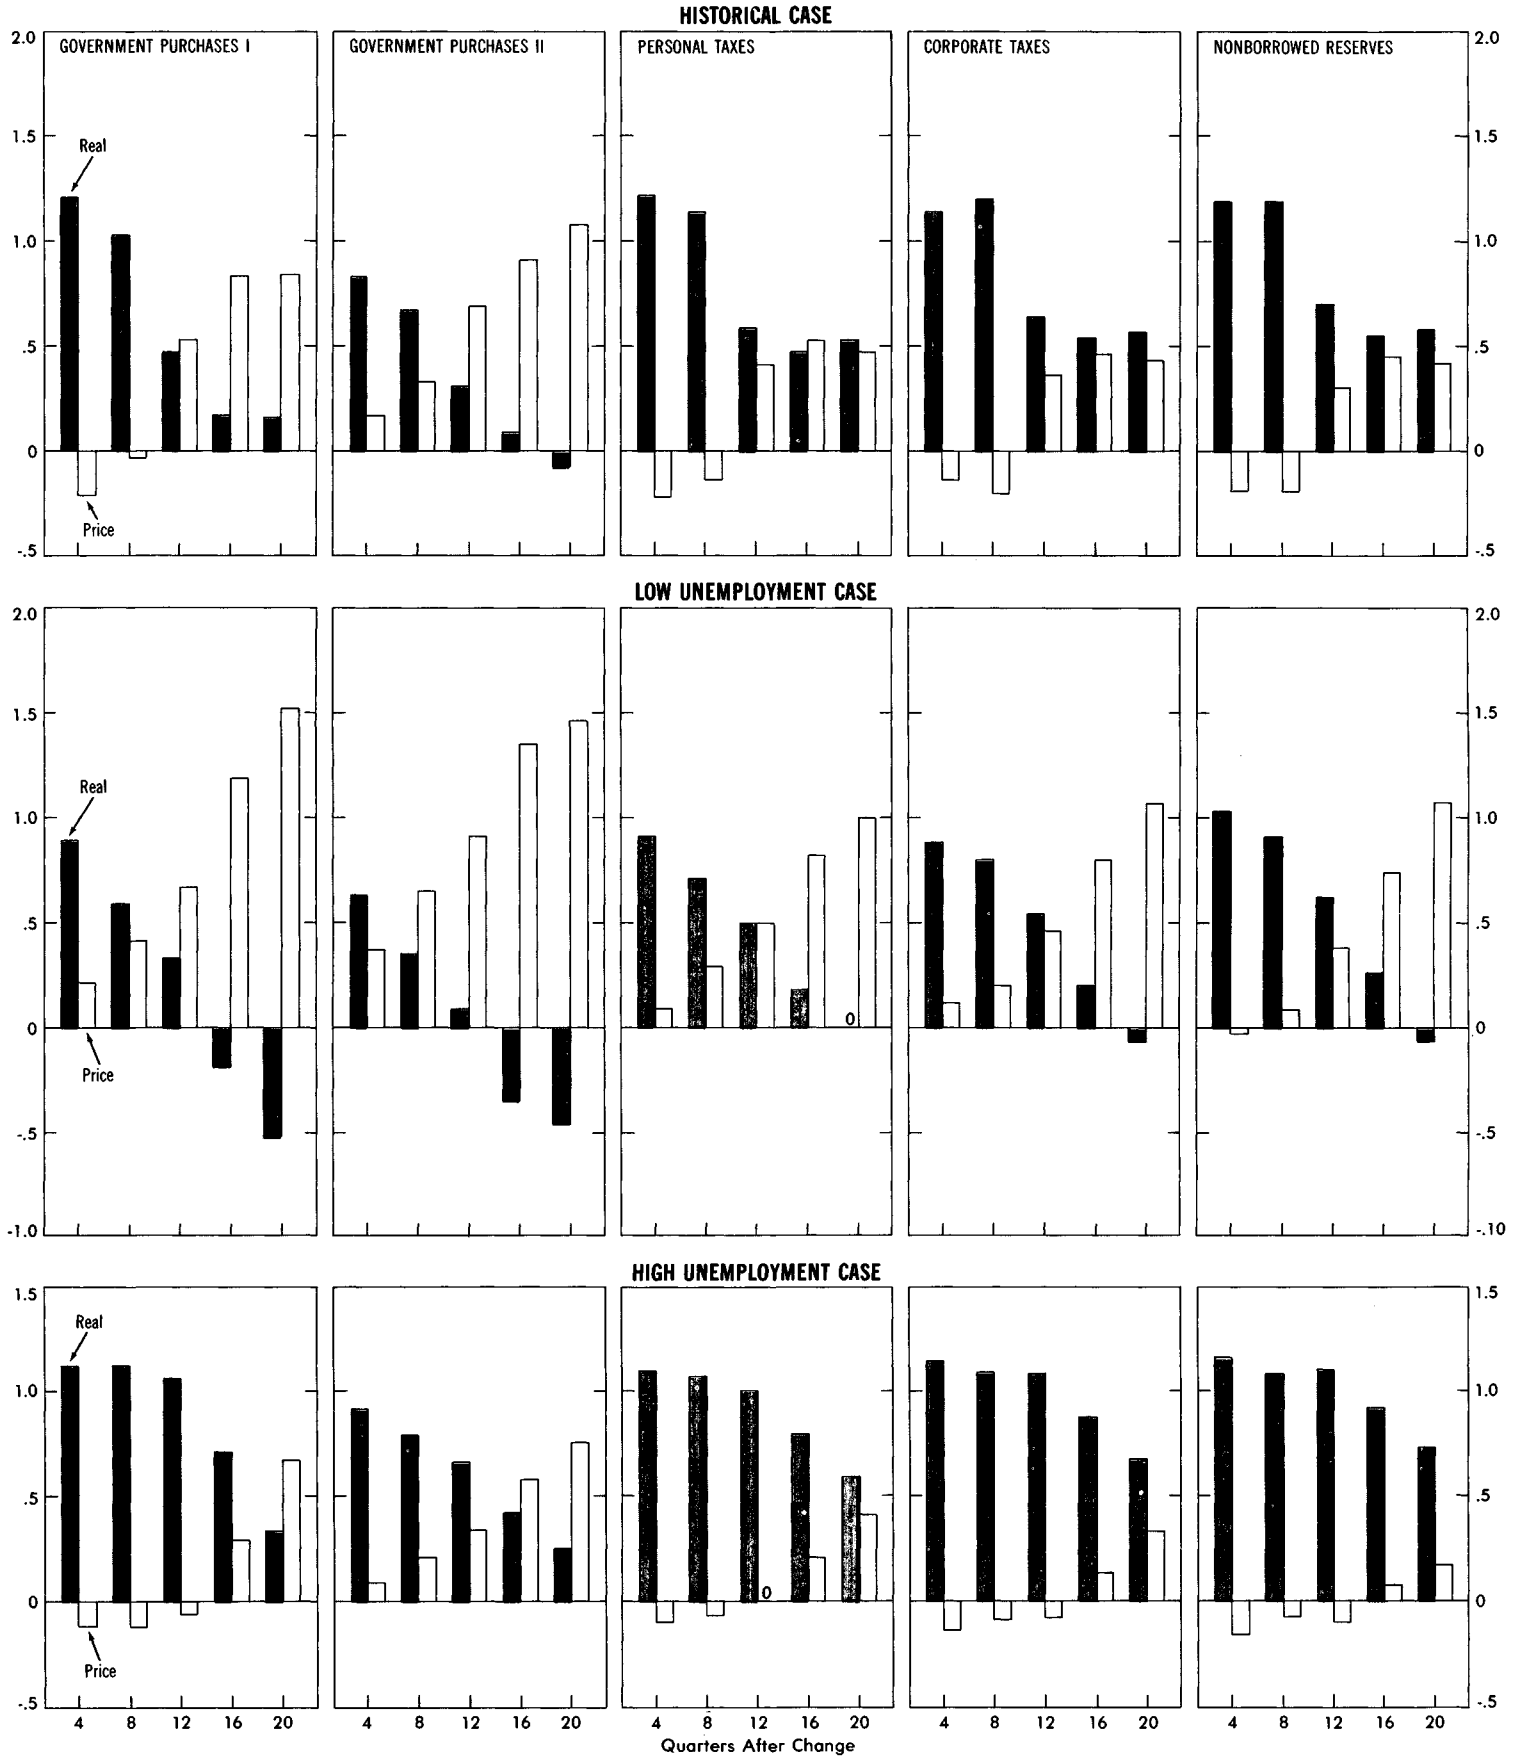 HISTORICAL CASE
GOVERNMENT PURCHASES I
GOVERNMENT PURCHASES II
PERSONAL TAXES
CORPORATE TAXES
NONBORROWED RESERVES
2.0 2.0
1.5 1.5
Real
1.0 1.0
.5 .5
0 0
Price
-.5 -.5
LOW UNEMPLOYMENT CASE
2.0 2.0
1.5 1.5
Real
1.0 1.0
.5 .5
0 0 0
Price
-.5 -.5
-1.0 -.10
HIGH UNEMPLOYMENT CASE
1.5 1.5
Real
1.0 1.0
.5 .5
0 0 0
Price
-.5 -.5
4 8 12 16 20 4 8 12 16 20 4 8 12 16 20 4 8 12 16 20 4 8 12 16 20
Quarters After Change